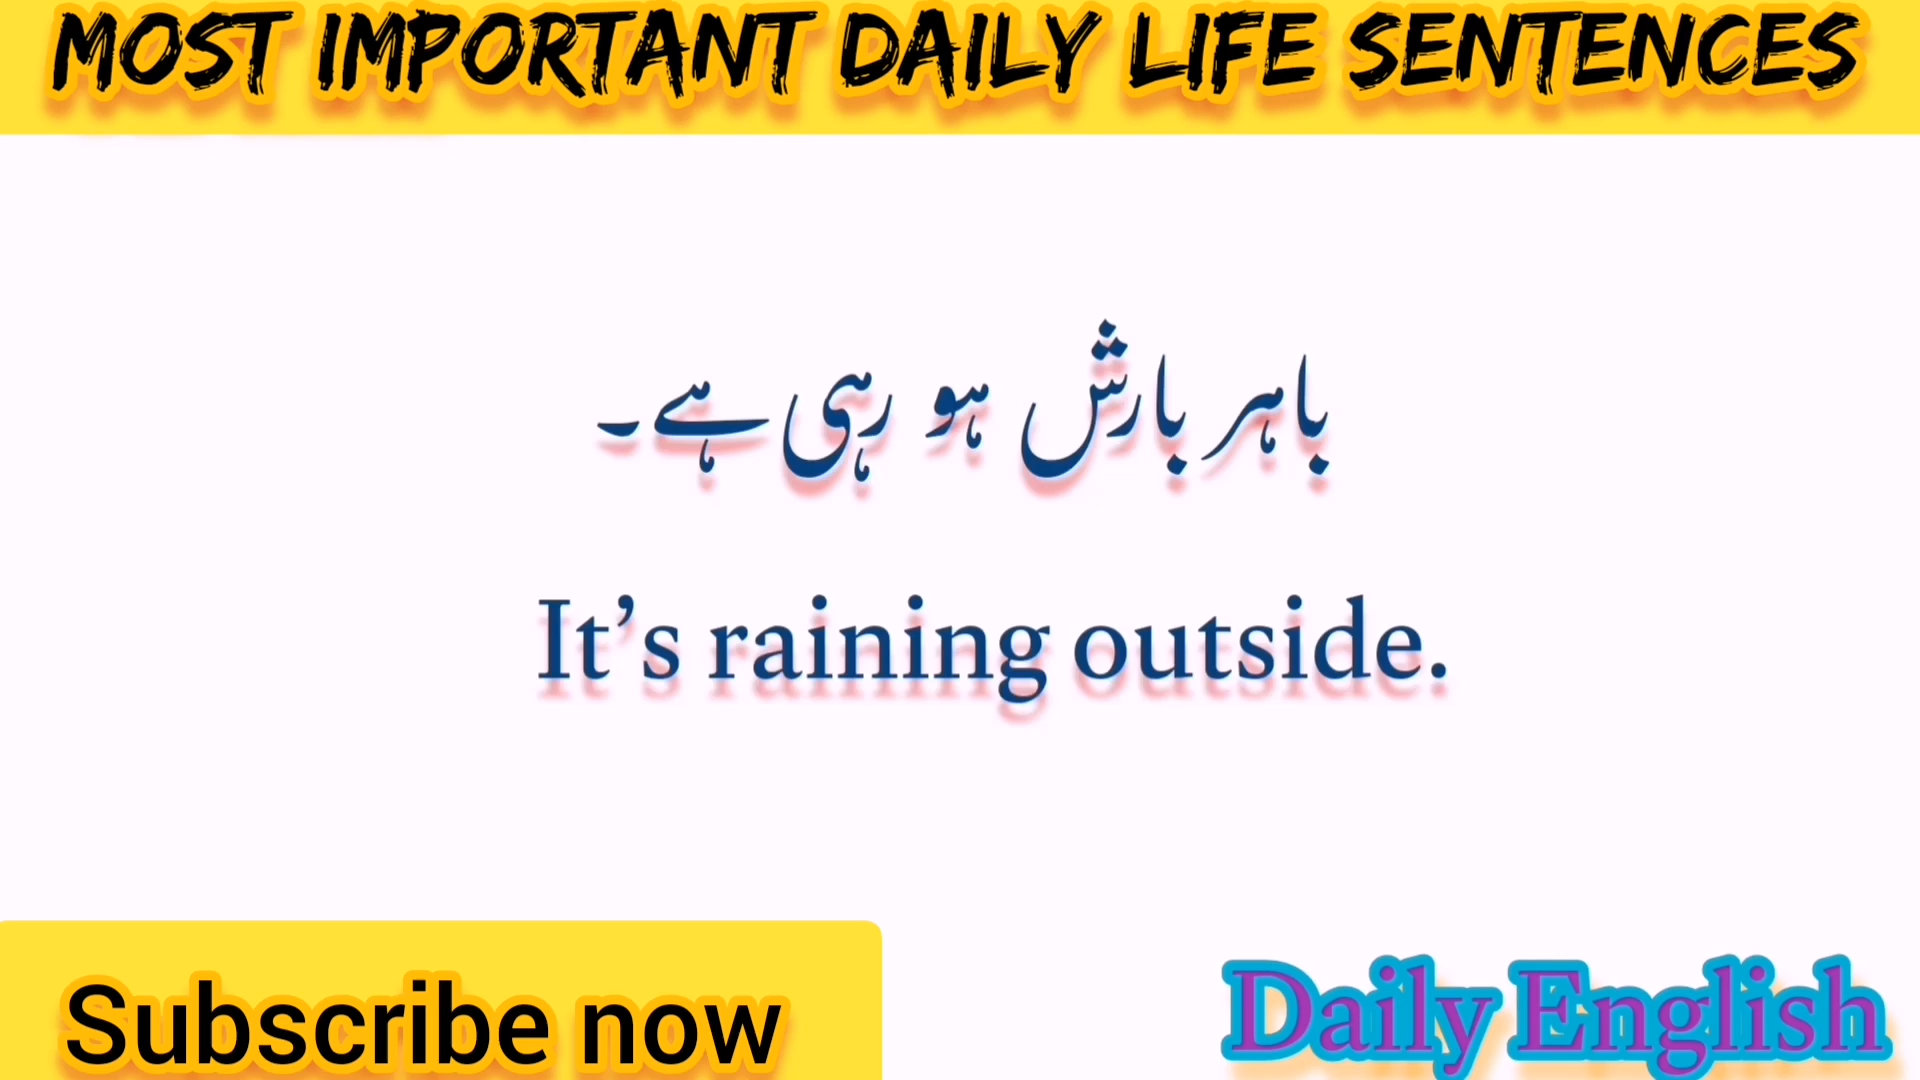 MOST IMPORTANT DAILY LIFE SENTENCES
باہر بارش ہو رہی ہے۔
It’s raining outside.
Subscribe now
Daily English